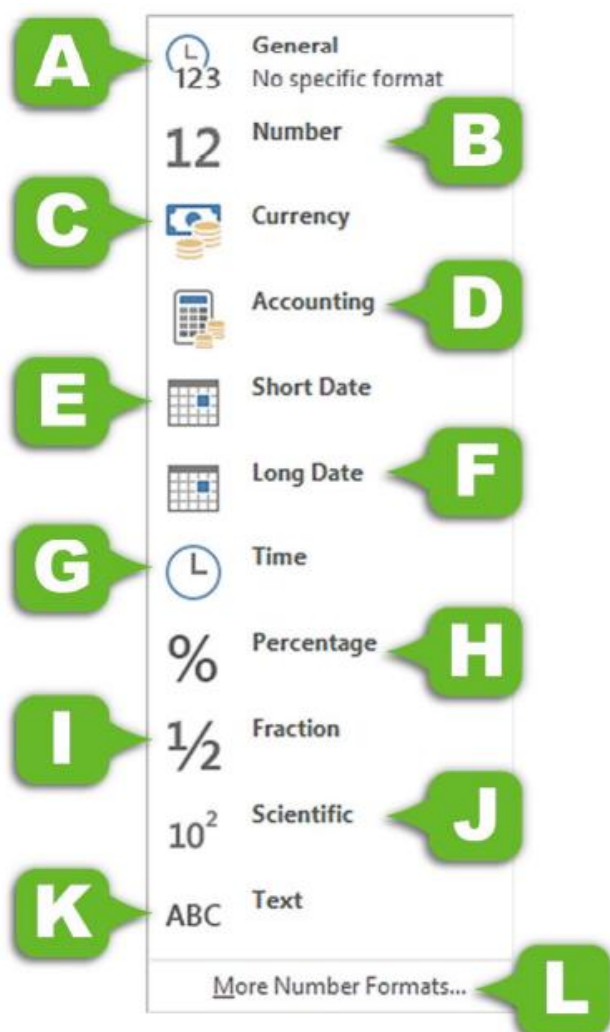 A
General
123
No specific format
12
Number
B
C
Currency
Accounting
D
E
Short Date
Long Date
F
G
Time
%
Percentage
H
I
½
Fraction
10²
Scientific
J
K
ABC
Text
More Number Formats...
L